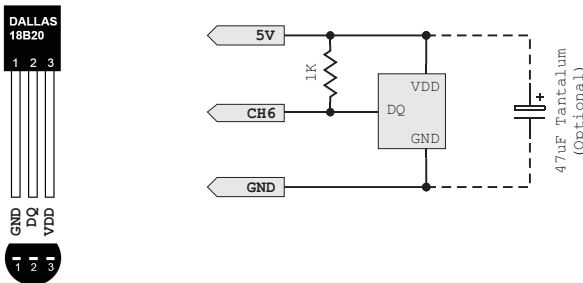 DALLAS
18B20
1 2 3
GND
DQ
VDD
1 2 3
5V
1K
CH6
GND
VDD
DQ
GND
+
47uF Tantalum
(Optional)